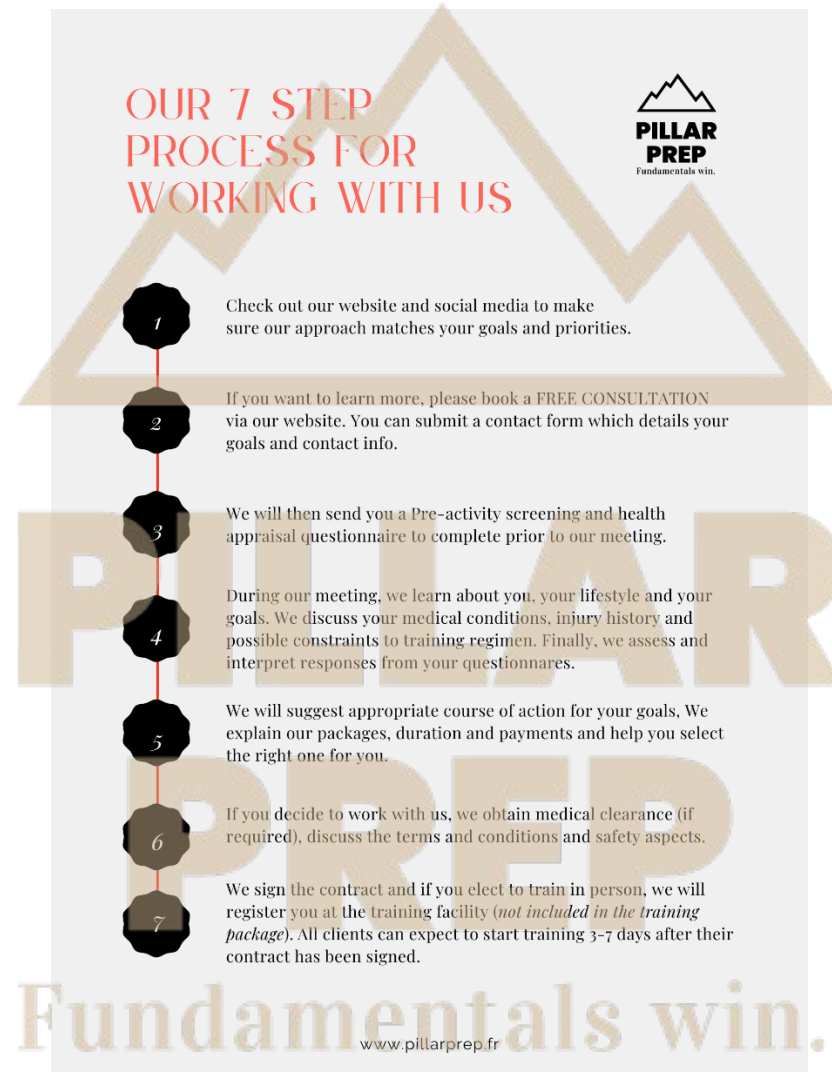 OUR 7 STEP
PROCESS FOR
WORKING WITH US
PILLAR
PREP
Fundamentals win.
1
Check out our website and social media to make
sure our approach matches your goals and priorities.
2
If you want to learn more, please book a FREE CONSULTATION
via our website. You can submit a contact form which details your
goals and contact info.
3
We will then send you a Pre-activity screening and health
appraisal questionnaire to complete prior to our meeting.
4
During our meeting, we learn about you, your lifestyle and your
goals. We discuss your medical conditions, injury history and
possible constraints to training regimen. Finally, we assess and
interpret responses from your questionnares.
5
We will suggest appropriate course of action for your goals, We
explain our packages, duration and payments and help you select
the right one for you.
6
If you decide to work with us, we obtain medical clearance (if
required), discuss the terms and conditions and safety aspects.
7
We sign the contract and if you elect to train in person, we will
register you at the training facility (not included in the training
package). All clients can expect to start training 3-7 days after their
contract has been signed.
PILLAR
PREP
Fundamentals win.
www.pillarprep.fr